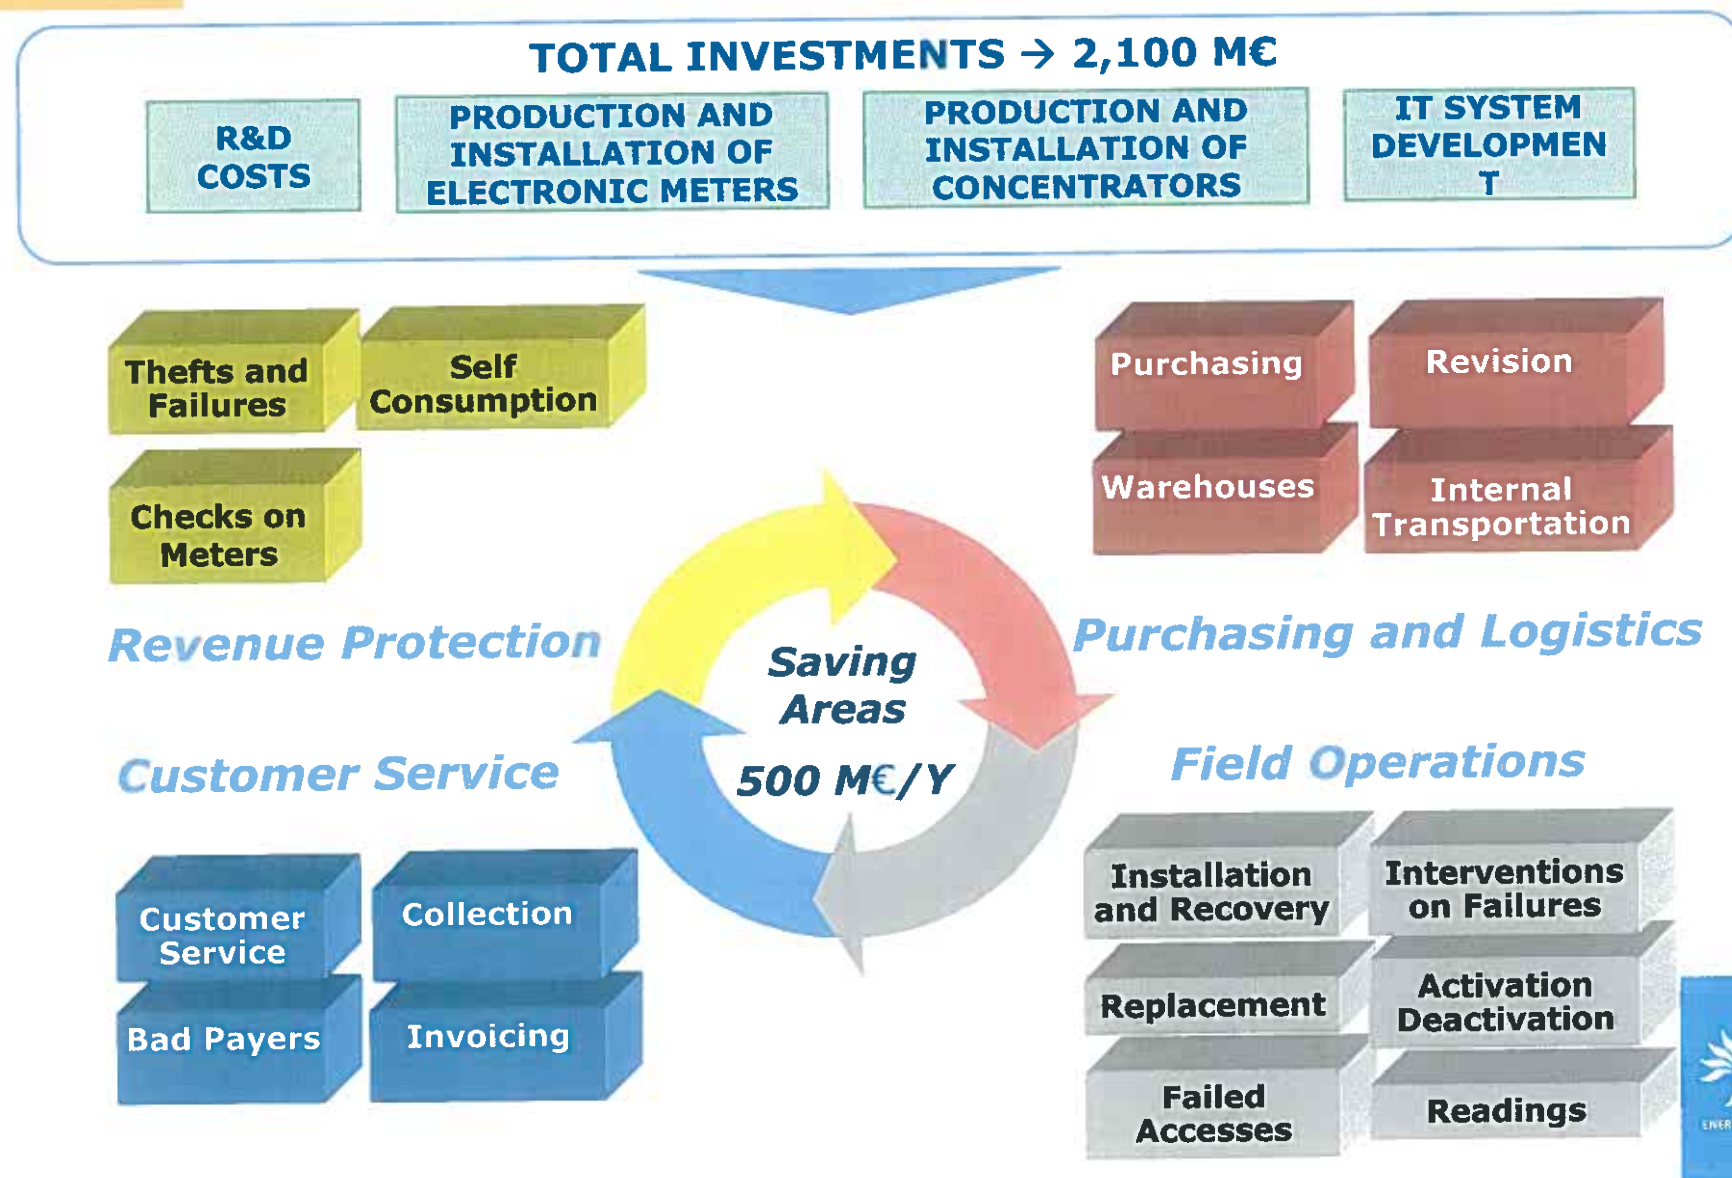 TOTAL INVESTMENTS → 2,100 M€
R&D
COSTS
PRODUCTION AND
INSTALLATION OF
ELECTRONIC METERS
PRODUCTION AND
INSTALLATION OF
CONCENTRATORS
IT SYSTEM
DEVELOPMEN
T
Thefts and
Failures
Self
Consumption
Checks on
Meters
Revenue Protection
Purchasing
Revision
Warehouses
Internal
Transportation
Purchasing and Logistics
Saving
Areas
500 M€/Y
Customer Service
Customer
Service
Collection
Bad Payers
Invoicing
Field Operations
Installation
and Recovery
Interventions
on Failures
Replacement
Activation
Deactivation
Failed
Accesses
Readings
ENER